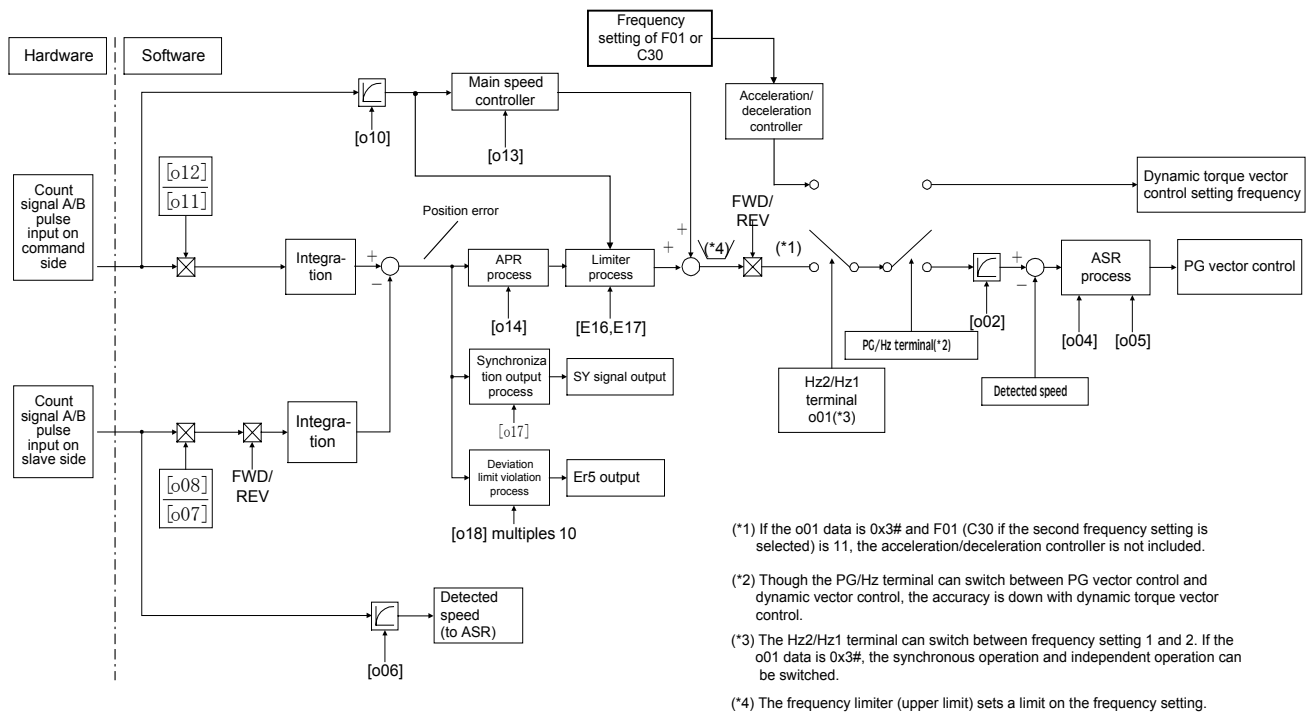 Hardware
Software
Frequency
setting of F01 or
C30
Main speed
controller
Acceleration/
deceleration
controller
[o10]
[o13]
[o12]
[o11]
Count
signal A/B
pulse
input on
command
side
Integra-
tion
+
−
Position error
APR
process
[o14]
Limiter
process
[E16,E17]
+
+
(*4)
FWD/
REV
(*1)
Dynamic torque vector
control setting frequency
[o02]
+
−
ASR
process
[o04]
[o05]
PG vector control
PG/Hz terminal(*2)
Hz2/Hz1
terminal
o01(*3)
Detected speed
Synchroniza
tion output
process
SY signal output
[o17]
Count
signal A/B
pulse
input on
slave side
[o08]
[o07]
FWD/
REV
Integra-
tion
Deviation
limit violation
process
Er5 output
[o18] multiples 10
Detected
speed
(to ASR)
[o06]
(*1) If the o01 data is 0x3# and F01 (C30 if the second frequency setting is
selected) is 11, the acceleration/deceleration controller is not included.
(*2) Though the PG/Hz terminal can switch between PG vector control and
dynamic vector control, the accuracy is down with dynamic torque vector
control.
(*3) The Hz2/Hz1 terminal can switch between frequency setting 1 and 2. If the
o01 data is 0x3#, the synchronous operation and independent operation can
be switched.
(*4) The frequency limiter (upper limit) sets a limit on the frequency setting.